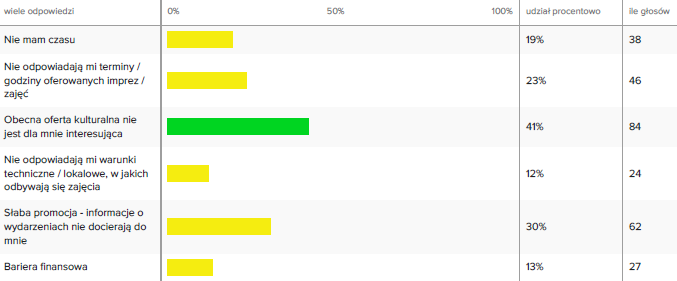 wiele odpowiedzi 0% 50% 100% udział procentowo ile głosów
Nie mam czasu 19% 38
Nie odpowiadają mi terminy /
godziny oferowanych imprez / 23% 46
zajęć
Obecna oferta kulturalna nie
jest dla mnie interesująca 41% 84
Nie odpowiadają mi warunki
techniczne / lokalowe, w jakich 12% 24
odbywają się zajęcia
Słaba promocja - informacje o
wydarzeniach nie docierają do 30% 62
mnie
Bariera finansowa 13% 27